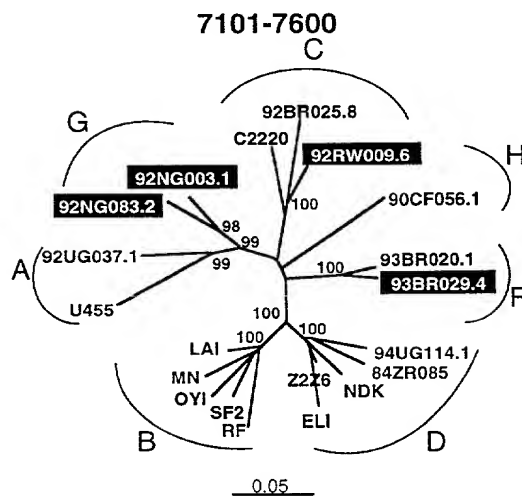 7101-7600
C
92BR025.8
G
C2220
92RW009.6
H
92NG003.1
100
90CF056.1
92NG083.2
98
99
92UG037.1
93BR020.1
A
99
100
93BR029.4
F
U455
100
100
100
LAI
94UG114.1
MN
Z2Z6
84ZR085
OYI
NDK
SF2
RF
ELI
B
D
0.05